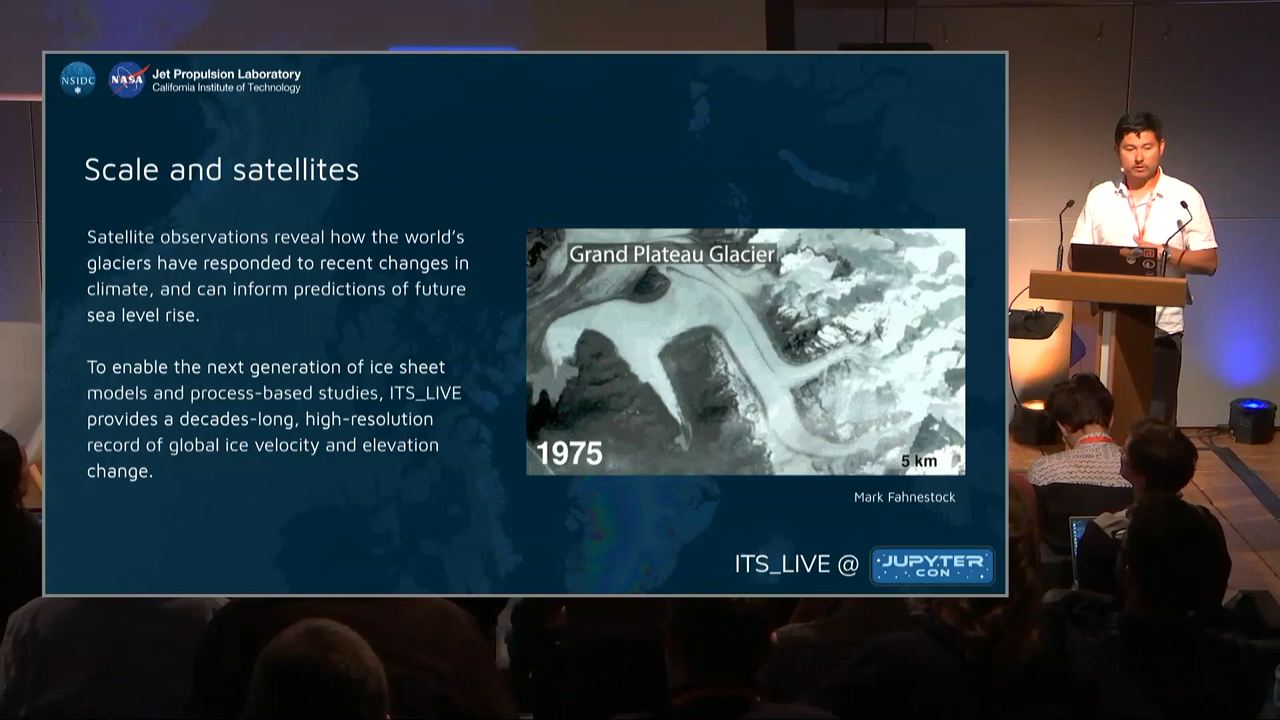 NSIDC
NASA
Jet Propulsion Laboratory
California Institute of Technology
Scale and satellites
Satellite observations reveal how the world's
glaciers have responded to recent changes in
climate, and can inform predictions of future
sea level rise.
To enable the next generation of ice sheet
models and process-based studies, ITS_LIVE
provides a decades-long, high-resolution
record of global ice velocity and elevation
change.
Grand Plateau Glacier
1975
5 km
Mark Fahnestock
ITS_LIVE @
JUPYTER
CON